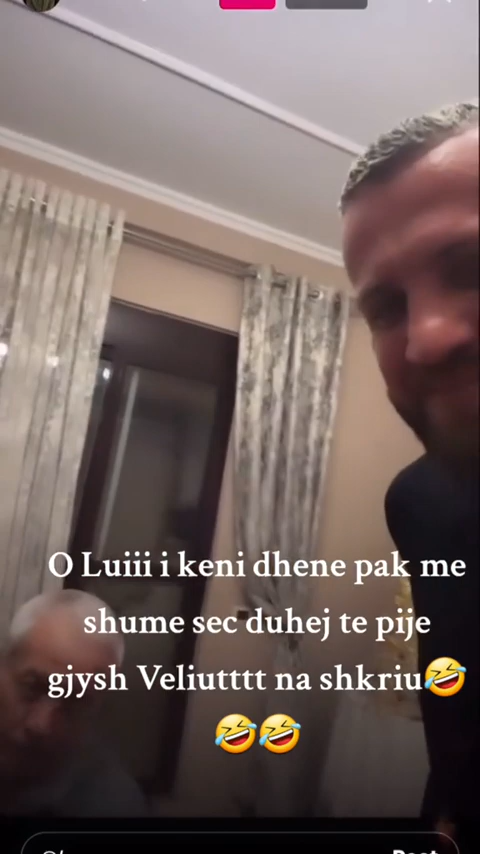 O Luiii i keni dhene pak me
shume sec duhej te pije
gjysh Veliutttt na shkriu🤣
🤣🤣